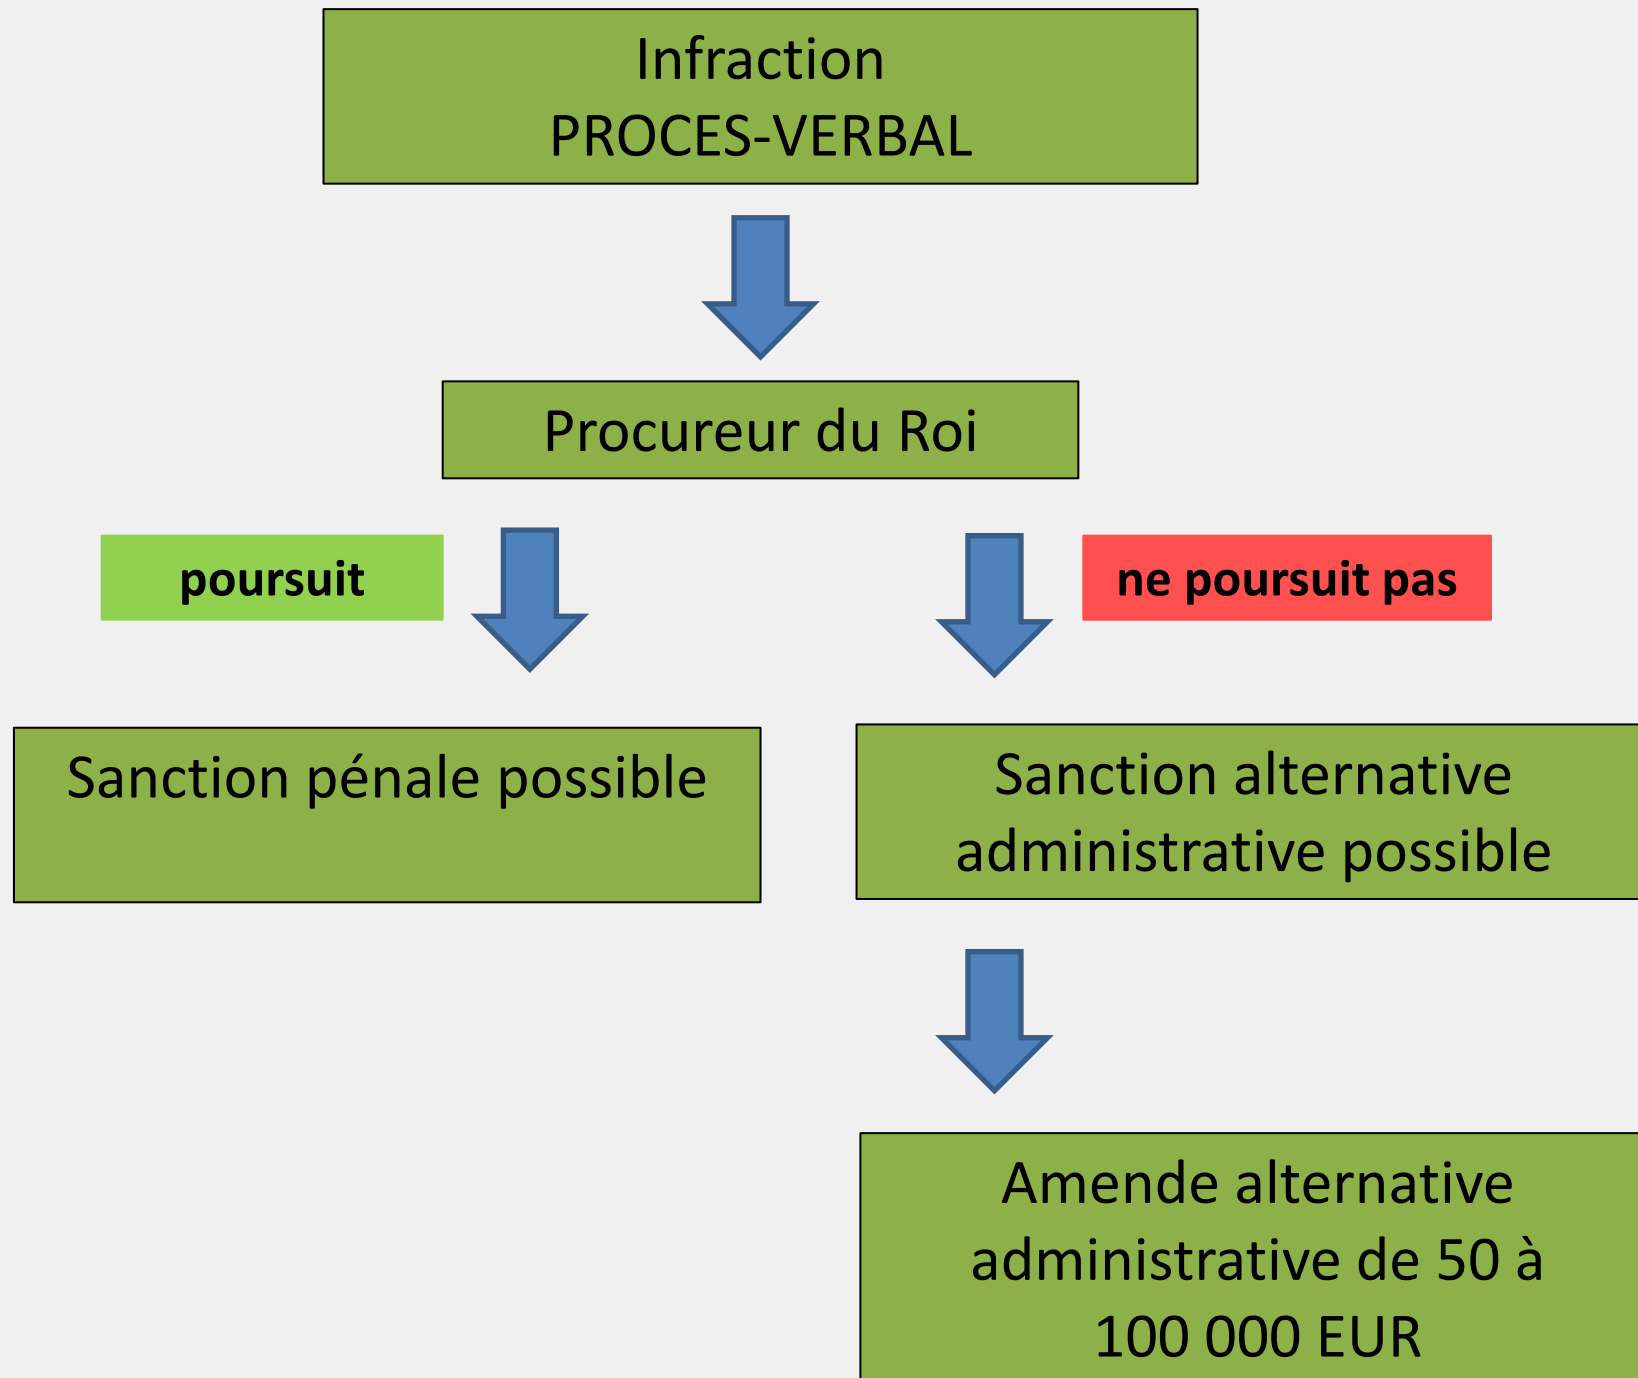 Infraction
PROCES-VERBAL
Procureur du Roi
poursuit
ne poursuit pas
Sanction pénale possible
Sanction alternative
administrative possible
Amende alternative
administrative de 50 à
100 000 EUR